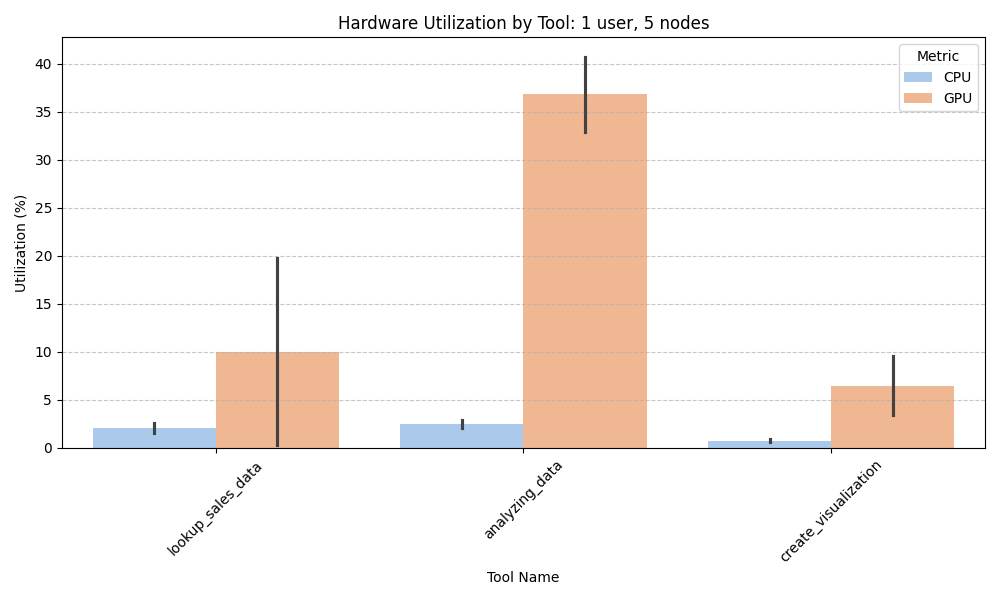 Hardware Utilization by Tool: 1 user, 5 nodes
Metric
CPU
GPU
Utilization (%)
40
35
30
25
20
15
10
5
0
lookup_sales_data
analyzing_data
create_visualization
Tool Name